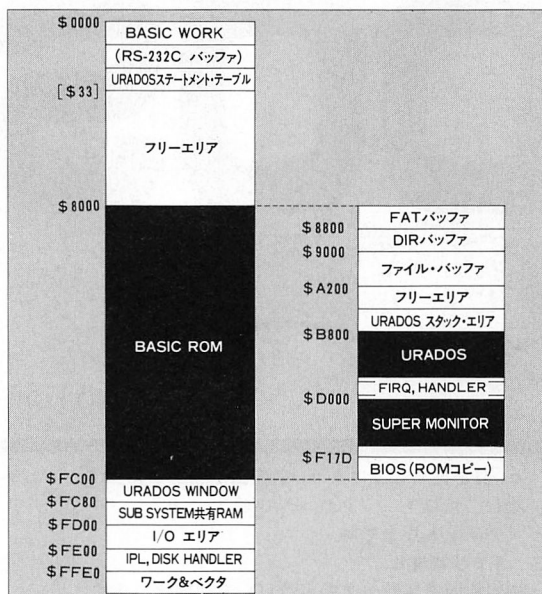 $0000
BASIC WORK
(RS-232C バッファ)
URADOSステートメント・テーブル
[$33]
フリーエリア
$8000
BASIC ROM
$FC00
URADOS WINDOW
$FC80
SUB SYSTEM共有RAM
$FD00
I/O エリア
$FE00
IPL, DISK HANDLER
$FFE0
ワーク&ベクタ
FATバッファ
$8800
DIRバッファ
$9000
ファイル・バッファ
$A200
フリーエリア
URADOS スタック・エリア
$B800
URADOS
FIRQ, HANDLER
$D000
SUPER MONITOR
$F17D
BIOS (ROMコピー)